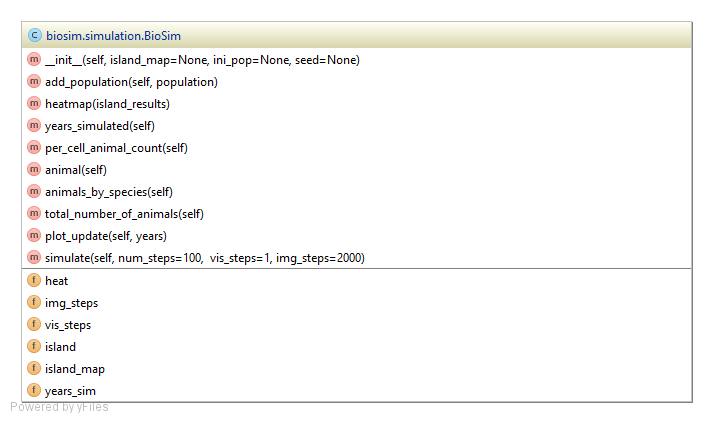 C biosim.simulation.BioSim
m __init__(self, island_map=None, ini_pop=None, seed=None)
m add_population(self, population)
m heatmap(island_results)
m years_simulated(self)
m per_cell_animal_count(self)
m animal(self)
m animals_by_species(self)
m total_number_of_animals(self)
m plot_update(self, years)
m simulate(self, num_steps=100,  vis_steps=1, img_steps=2000)
f heat
f img_steps
f vis_steps
f island
f island_map
f years_sim
Powered by yFiles